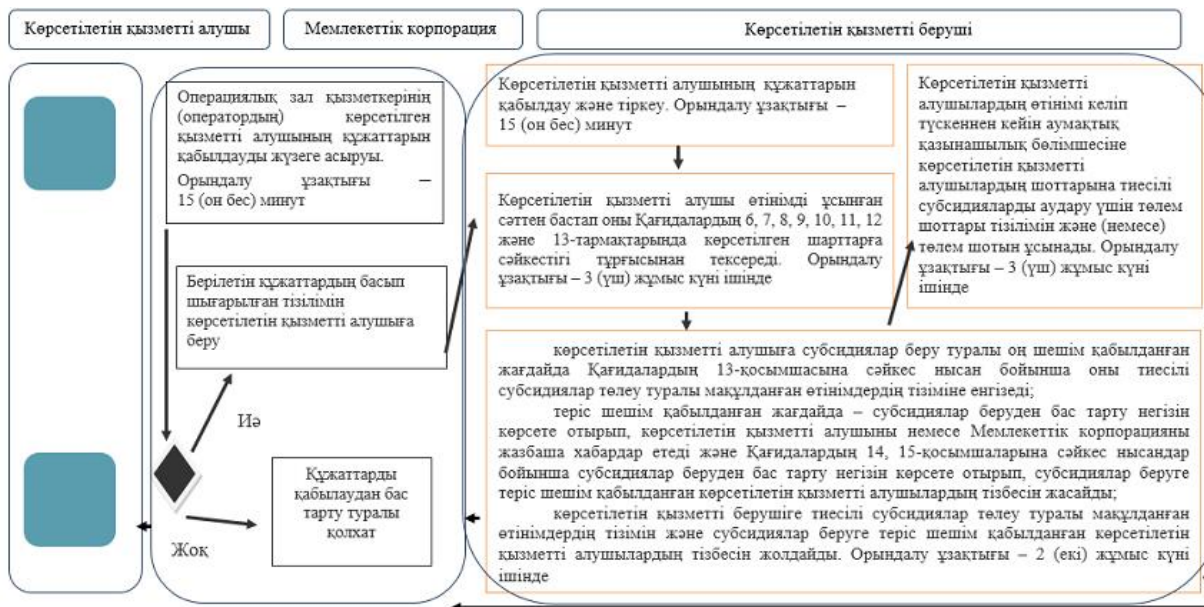 Көрсетілетін қызметті алушы
Мемлекеттік корпорация
Көрсетілетін қызметті беруші
Операциялық зал қызметкерінің
(оператордың) көрсетілген
қызметті алушының құжаттарын
қабылдауды жүзеге асыруы.
Орындалу ұзақтығы –
15 (он бес) минут
Берілетін құжаттардың басып
шығарылған тізілімін
көрсетілетін қызметті алушыға
беру
Иә
Құжаттарды
қабылаудан бас
тарту туралы
қолхат
Жоқ
Көрсетілетін қызметті алушының құжаттарын
қабылдау және тіркеу. Орындалу ұзақтығы –
15 (он бес) минут
Көрсетілетін қызметті алушы өтінімді ұсынған
сәттен бастап оны Қағидалардың 6, 7, 8, 9, 10, 11, 12
және 13-тармақтарында көрсетілген шарттарға
сәйкестігі тұрғысынан тексереді. Орындалу
ұзақтығы – 3 (үш) жұмыс күні ішінде
Көрсетілетін қызметті
алушылардың өтінімі келіп
түскеннен кейін аумақтық
қазынашылық бөлімшесіне
көрсетілетін қызметті
алушылардың шоттарына тиесілі
субсидияларды аудару үшін төлем
шоттары тізілімін және (немесе)
төлем шотын ұсынады. Орындалу
ұзақтығы – 3 (үш) жұмыс күні
ішінде
көрсетілетін қызметті алушыға субсидиялар беру туралы оң шешім қабылданған
жағдайда Қағидалардың 13-қосымшасына сәйкес нысан бойынша оны тиесілі
субсидиялар төлеу туралы мақұлданған өтінімдердің тізіміне енгізеді;
теріс шешім қабылданған жағдайда – субсидиялар беруден бас тарту негізін
көрсете отырып, көрсетілетін қызметті алушыны немесе Мемлекеттік корпорацияны
жазбаша хабардар етеді және Қағидалардың 14, 15-қосымшаларына сәйкес нысандар
бойынша субсидиялар беруден бас тарту негізін көрсете отырып, субсидиялар беруге
теріс шешім қабылданған көрсетілетін қызметті алушылардың тізбесін жасайды;
көрсетілетін қызметті берушіге тиесілі субсидиялар төлеу туралы мақұлданған
өтінімдердің тізімін және субсидиялар беруге теріс шешім қабылданған көрсетілетін
қызметті алушылардың тізбесін жолдайды. Орындалу ұзақтығы – 2 (екі) жұмыс күні
ішінде